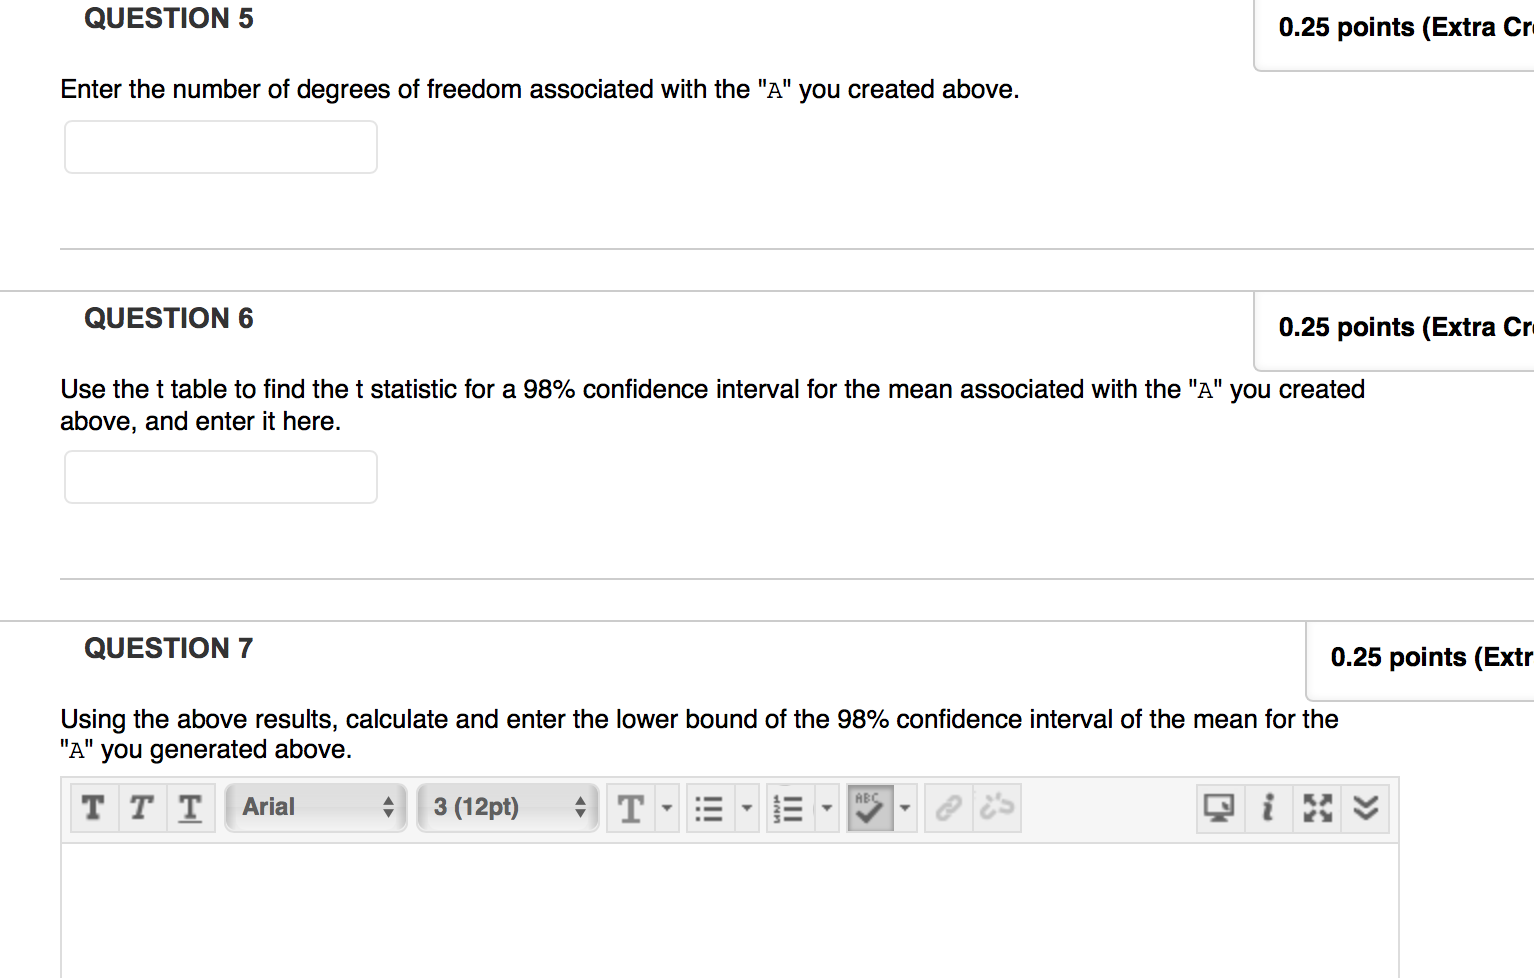 QUESTION 5
0.25 points (Extra Cr
Enter the number of degrees of freedom associated with the "A" you created above.
QUESTION 6
0.25 points (Extra Cr
Use the t table to find the t statistic for a 98% confidence interval for the mean associated with the "A" you created
above, and enter it here.
QUESTION 7
0.25 points (Extr
Using the above results, calculate and enter the lower bound of the 98% confidence interval of the mean for the
"A" you generated above.
T T T Arial 3 (12pt) T ABC